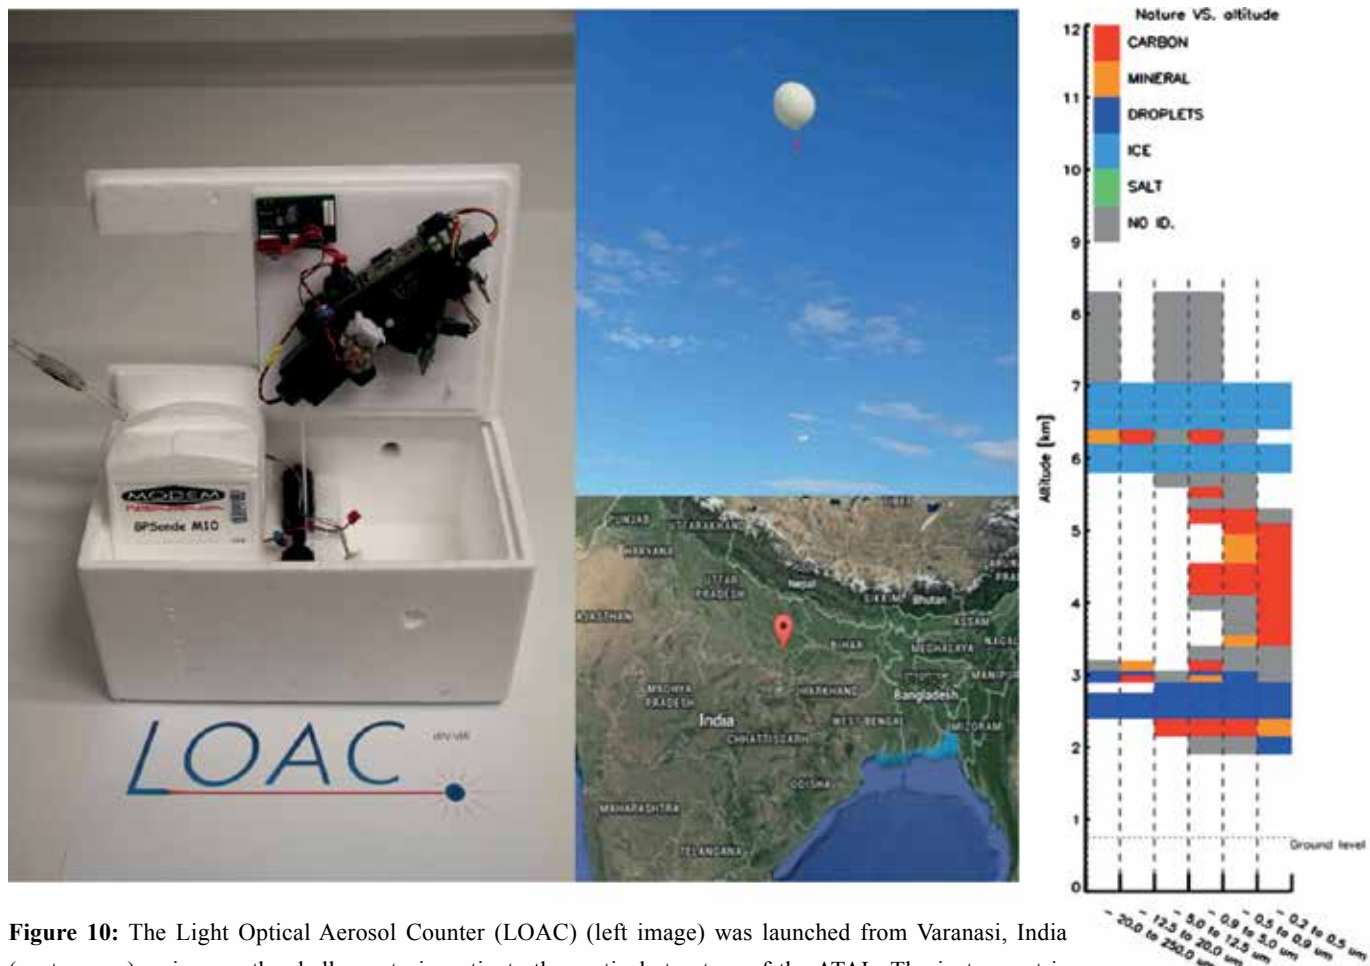 MODEM
GPSonde M10
LOAC
PUNJAB
UTTARAKHAND
HARYANA
UTTAR
PRADESH
Nepal
SIKKIM
Bhutan
RAJASTHAN
ASSAM
NAGAL
BIHAR
MEGHALAYA
MANIPUR
MADHYA
PRADESH
JHARKHAND
Bangladesh
India
WEST BENGAL
MIZORAM
CHHATTISGARH
ODISHA
MAHARASHTRA
TELANGANA
Nature VS. altitude
CARBON
MINERAL
DROPLETS
ICE
SALT
NO ID.
12
11
10
9
8
7
6
5
4
3
2
1
0
Altitude [km]
Ground level
- 20.0 to 250.0 um
- 12.5 to 20.0 um
- 5.0 to 12.5 um
- 0.9 to 5.0 um
- 0.5 to 0.9 um
- 0.2 to 0.5 um
Figure 10: The Light Optical Aerosol Counter (LOAC) (left image) was launched from Varanasi, India